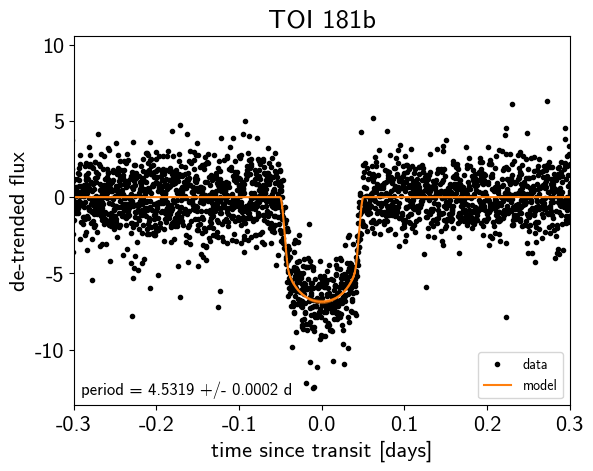 TOI 181b
10
5
0
-5
-10
de-trended flux
period = 4.5319 +/- 0.0002 d
data
model
-0.3 -0.2 -0.1 0.0 0.1 0.2 0.3
time since transit [days]